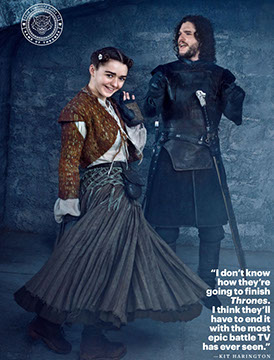 “I don’t know
how they’re
going to finish
Thrones.
I think they’ll
have to end it
with the most
epic battle TV
has ever seen.”
—KIT HARINGTON